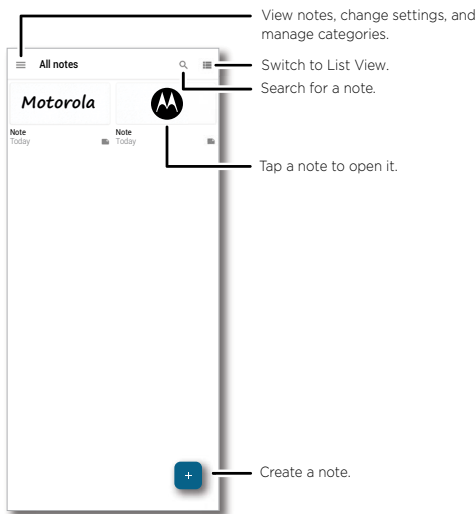 View notes, change settings, and
manage categories.
All notes
Switch to List View.
Search for a note.
Motorola
Note
Today
Note
Today
Tap a note to open it.
+
Create a note.